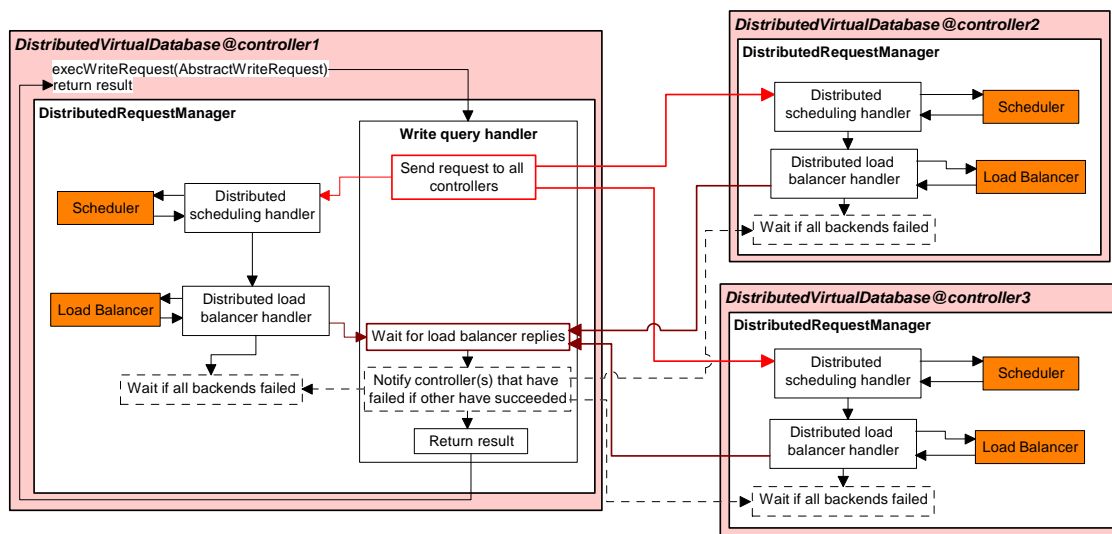 DistributedVirtualDatabase@controller1
execWriteRequest(AbstractWriteRequest)
return result
DistributedRequestManager
Write query handler
Send request to all
controllers
Scheduler
Distributed
scheduling handler
Load Balancer
Distributed load
balancer handler
Wait for load balancer replies
Wait if all backends failed
Notify controller(s) that have
failed if other have succeeded
Return result
DistributedVirtualDatabase@controller2
DistributedRequestManager
Distributed
scheduling handler
Scheduler
Distributed load
balancer handler
Load Balancer
Wait if all backends failed
DistributedVirtualDatabase@controller3
DistributedRequestManager
Distributed
scheduling handler
Scheduler
Distributed load
balancer handler
Load Balancer
Wait if all backends failed